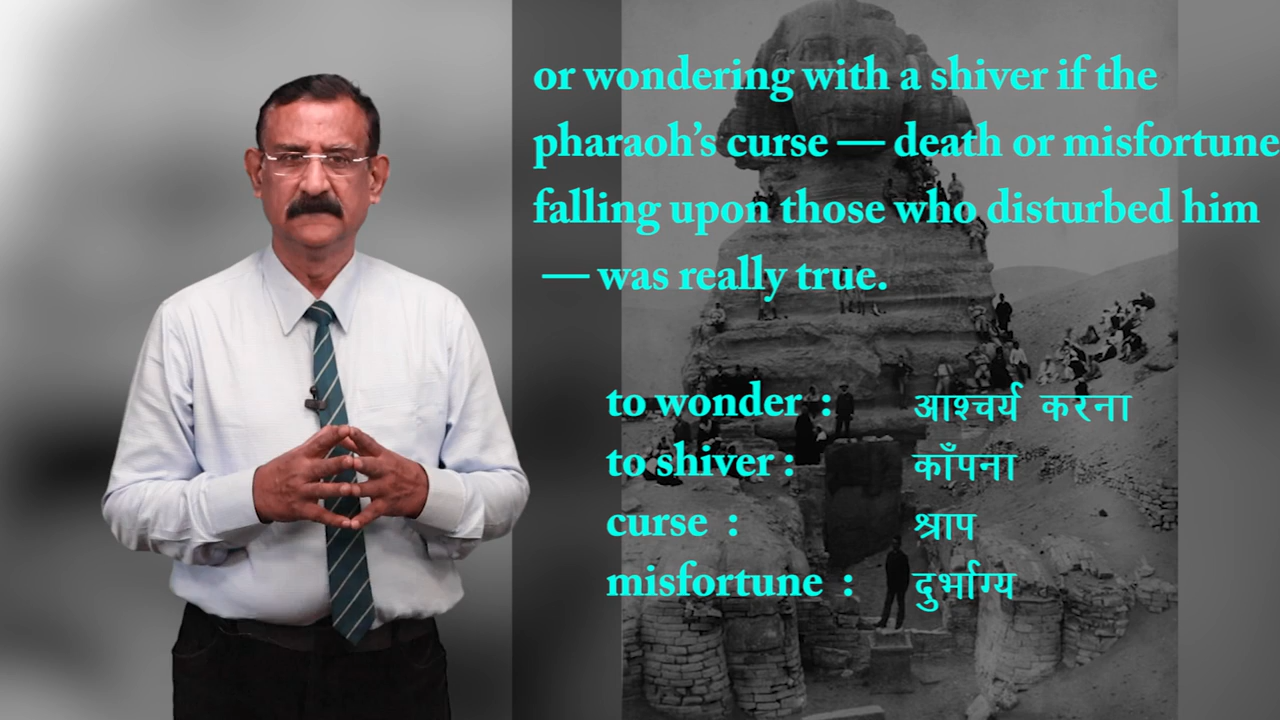 or wondering with a shiver if the
pharaoh’s curse — death or misfortune
falling upon those who disturbed him
— was really true.
to wonder : आश्चर्य करना
to shiver : काँपना
curse : श्राप
misfortune : दुर्भाग्य